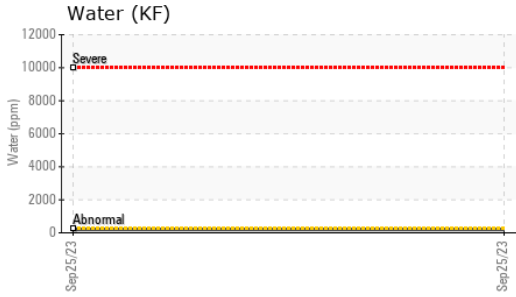 Water (KF)
12000
Severe
10000
8000
Water (ppm)
6000
4000
2000
Abnormal
0
Sep25/23
Sep25/23